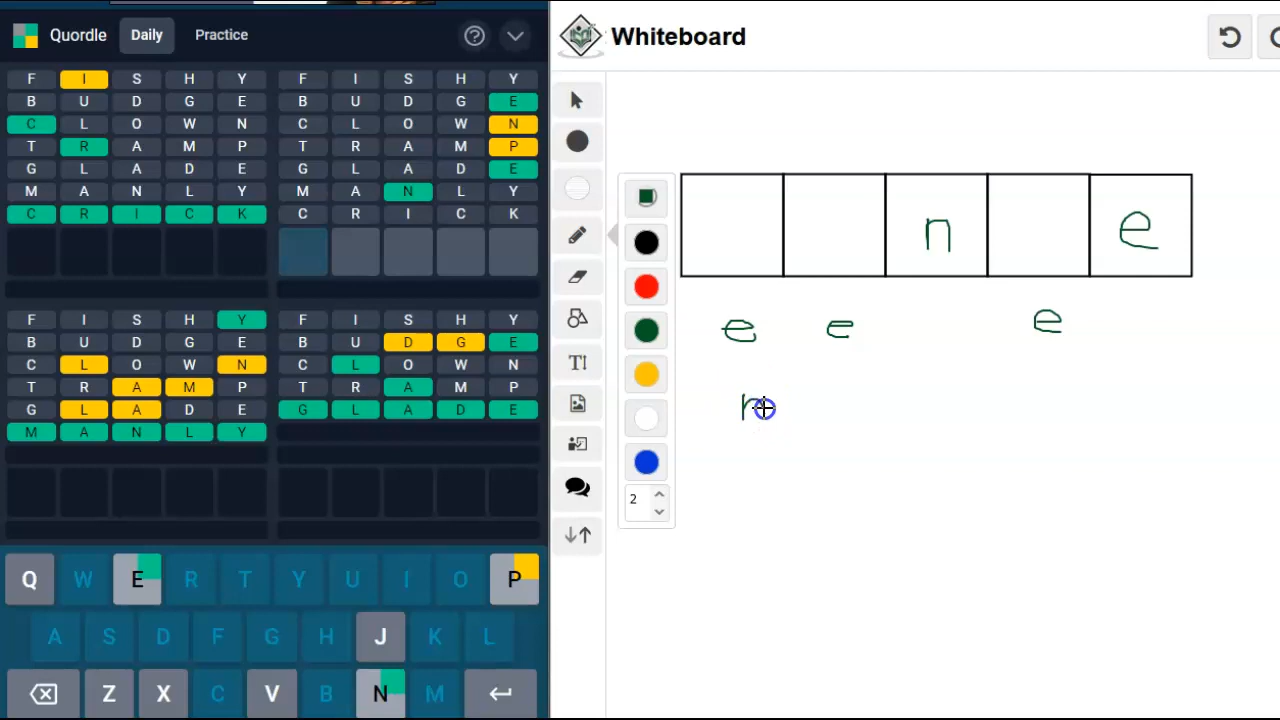 Quordle Daily Practice
Whiteboard
F I S H Y F I S H Y
B U D G E B U D G E
C L O W N C L O W N
T R A M P T R A M P
G L A D E G L A D E
M A N L Y M A N L Y
C R I C K C R I C K
F I S H Y F I S H Y
B U D G E B U D G E
C L O W N C L O W N
T R A M P T R A M P
G L A D E G L A D E
M A N L Y
Q W E R T Y U I O P
A S D F G H J K L
Z X C V B N M
TI
2
n e
e e e